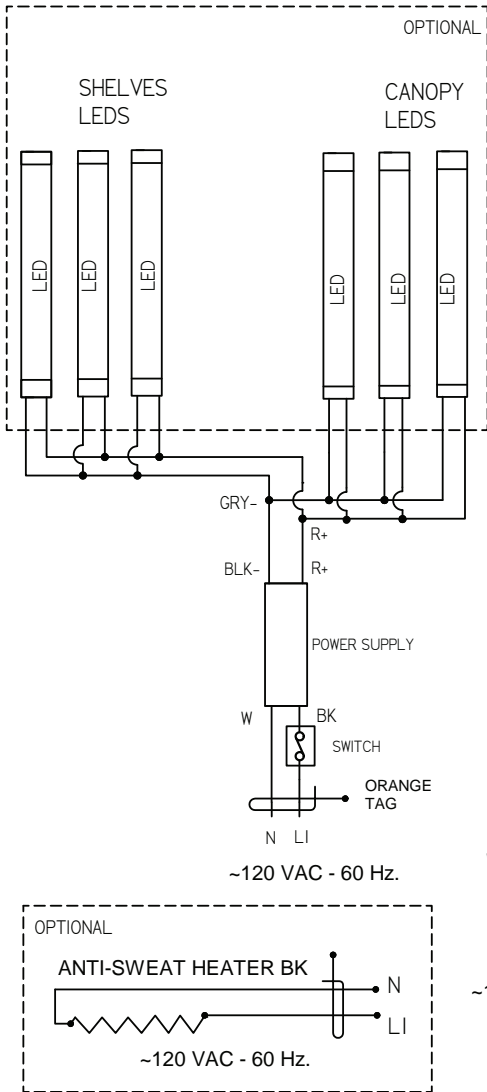 OPTIONAL
SHELVES
LEDS
CANOPY
LEDS
LED
LED
LED
LED
LED
LED
GRY-
R+
BLK-
R+
POWER SUPPLY
W
BK
SWITCH
ORANGE
TAG
N
LI
~120 VAC - 60 Hz.
OPTIONAL
ANTI-SWEAT HEATER BK
N
LI
~120 VAC - 60 Hz.
~1